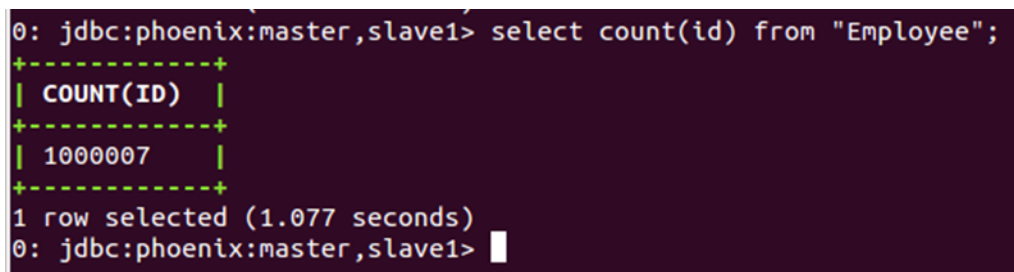 0: jdbc:phoenix:master,slave1> select count(id) from "Employee";
+------------+
| COUNT(ID)  |
+------------+
| 1000007    |
+------------+
1 row selected (1.077 seconds)
0: jdbc:phoenix:master,slave1>